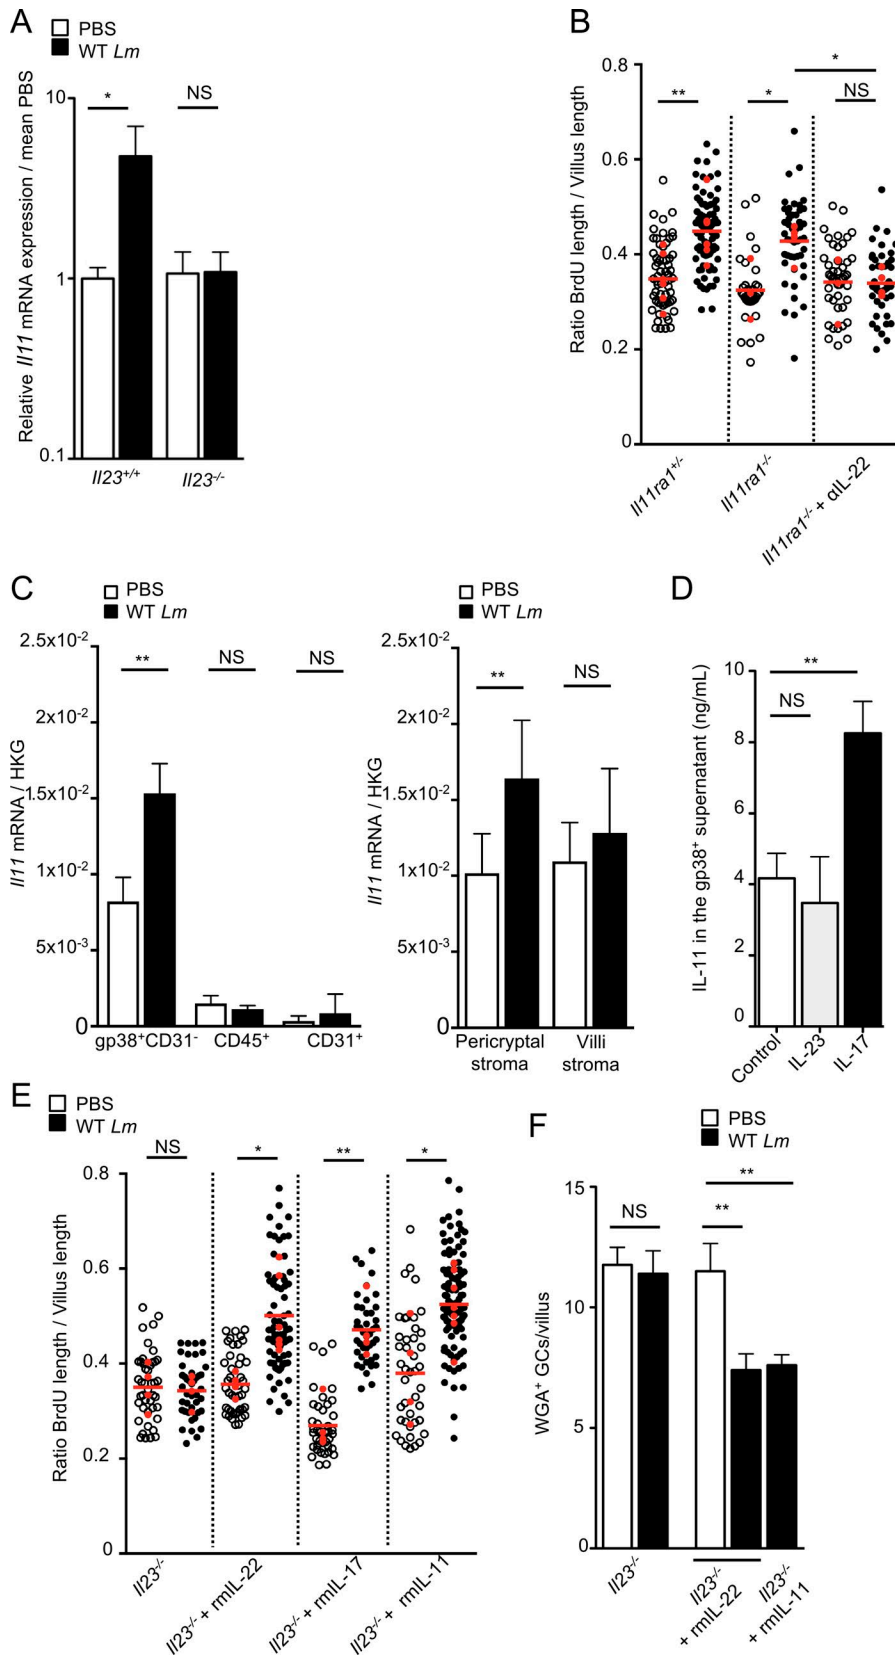 A
PBS
WT Lm
Relative Il11 mRNA expression / mean PBS
10
1
0.1
*
NS
Il23+/+
Il23-/-
B
Ratio BrdU length / Villus length
0.8
0.6
0.4
0.2
0
**
*
*
NS
Il11ra1+/-
Il11ra1-/-
Il11ra1-/- + αIL-22
C
PBS
WT Lm
Il11 mRNA / HKG
2.5x10-2
2x10-2
1.5x10-2
1x10-2
5x10-3
0
**
NS
NS
gp38+CD31-
CD45+
CD31+
PBS
WT Lm
Il11 mRNA / HKG
2.5x10-2
2x10-2
1.5x10-2
1x10-2
5x10-3
0
**
NS
Pericryptal
stroma
Villi
stroma
D
IL-11 in the gp38+ supernatant (ng/mL)
10
8
6
4
2
0
**
NS
Control
IL-23
IL-17
E
PBS
WT Lm
Ratio BrdU length / Villus length
0.8
0.6
0.4
0.2
0
NS
*
**
*
Il23-/-
Il23-/- + rmIL-22
Il23-/- + rmIL-17
Il23-/- + rmIL-11
F
PBS
WT Lm
WGA+ GCs/villus
15
10
5
0
NS
**
**
Il23-/-
Il23-/-
+ rmIL-22
Il23-/-
+ rmIL-11